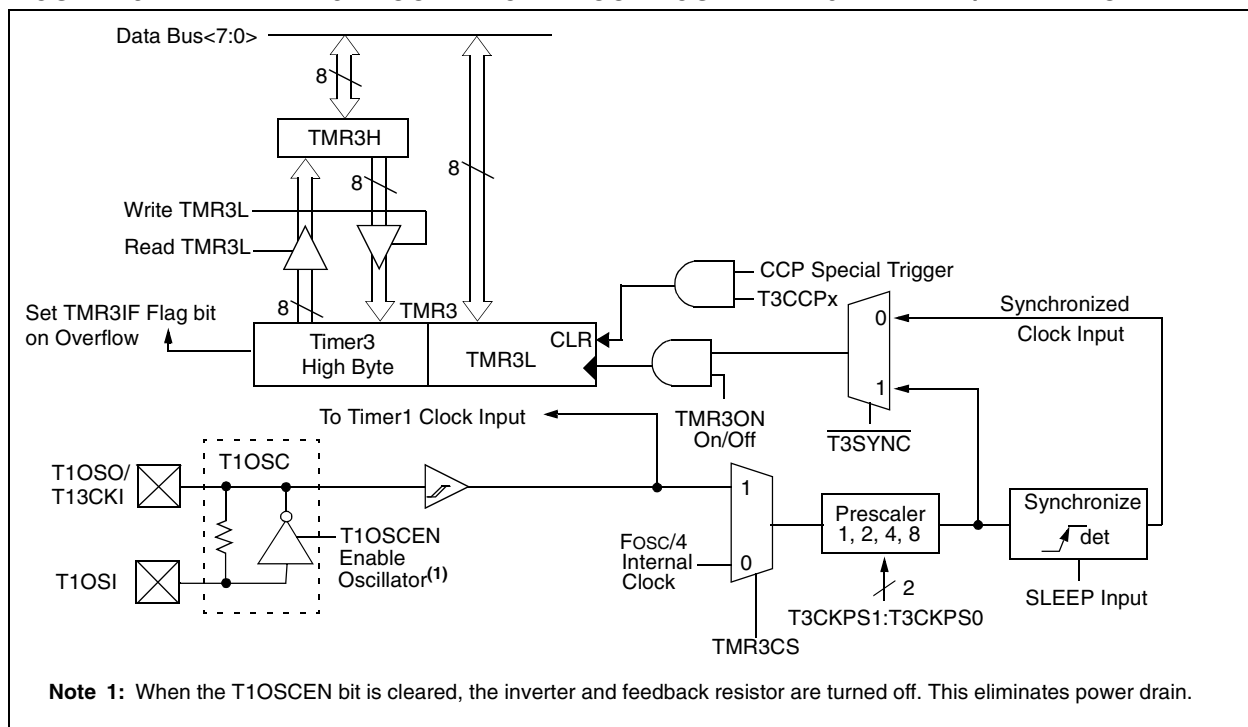 Data Bus<7:0>
8
TMR3H
8
8
Write TMR3L
Read TMR3L
8
TMR3
CCP Special Trigger
T3CCPx
Set TMR3IF Flag bit
on Overflow
Timer3
High Byte
TMR3L
CLR
0
1
Synchronized
Clock Input
TMR3ON
On/Off
T3SYNC
To Timer1 Clock Input
T1OSC
T1OSO/
T13CKI
T1OSCEN
Enable
Oscillator(1)
T1OSI
1
0
FOSC/4
Internal
Clock
Prescaler
1, 2, 4, 8
Synchronize
det
2
T3CKPS1:T3CKPS0
SLEEP Input
TMR3CS
Note 1: When the T1OSCEN bit is cleared, the inverter and feedback resistor are turned off. This eliminates power drain.